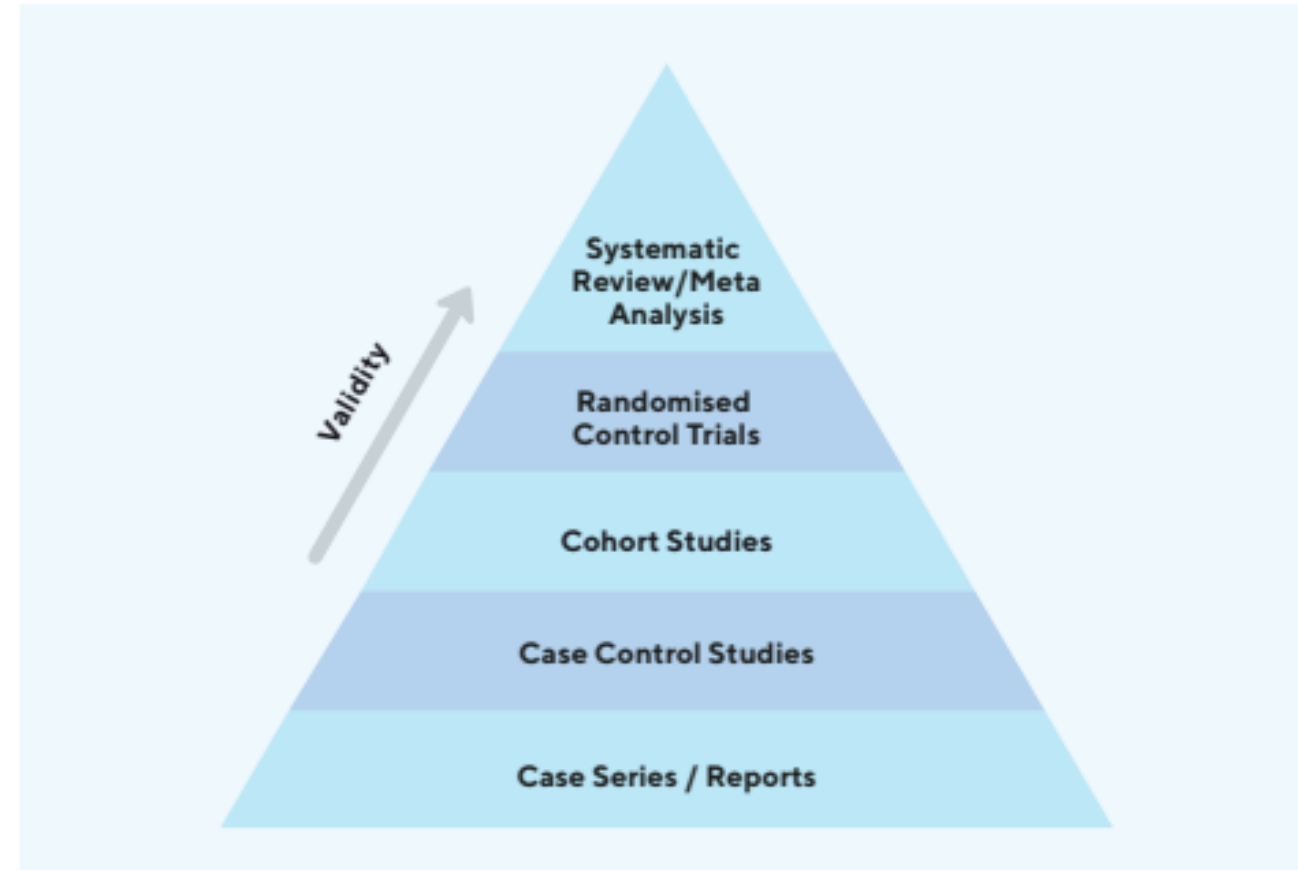 Systematic
Review/Meta
Analysis
Validity
Randomised
Control Trials
Cohort Studies
Case Control Studies
Case Series / Reports